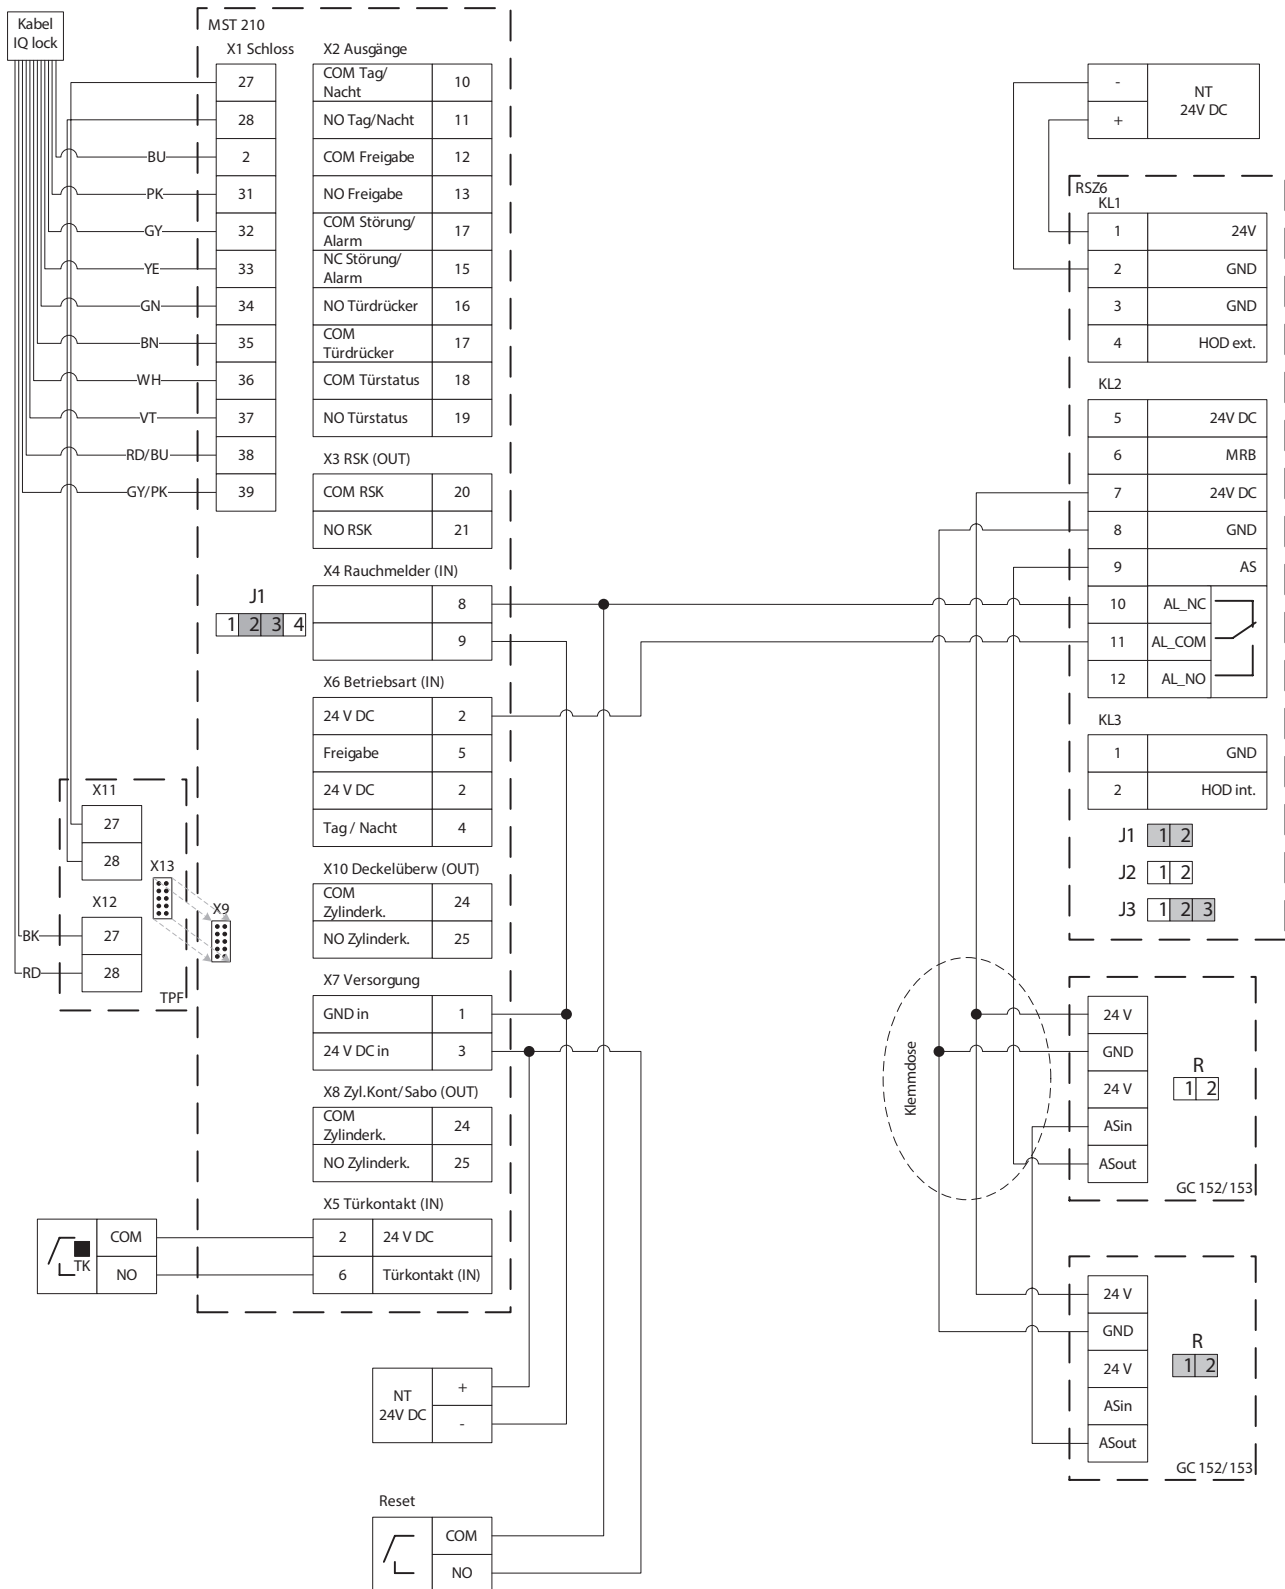 Kabel
IQ lock
MST 210
X1 Schloss
27
28
BU 2
PK 31
GY 32
YE 33
GN 34
BN 35
WH 36
VT 37
RD/BU 38
GY/PK 39
X2 Ausgänge
COM Tag/
Nacht
10
NO Tag/Nacht 11
COM Freigabe 12
NO Freigabe 13
COM Störung/
Alarm
17
NC Störung/
Alarm
15
NO Türdrücker 16
COM
Türdrücker
17
COM Türstatus 18
NO Türstatus 19
X3 RSK (OUT)
COM RSK 20
NO RSK 21
X4 Rauchmelder (IN)
8
9
J1
1 2 3 4
X6 Betriebsart (IN)
24 V DC 2
Freigabe 5
24 V DC 2
Tag / Nacht 4
X10 Deckelüberw (OUT)
COM
Zylinderk.
24
NO Zylinderk. 25
X7 Versorgung
GND in 1
24 V DC in 3
X8 Zyl.Kont/Sabo (OUT)
COM
Zylinderk.
24
NO Zylinderk. 25
X5 Türkontakt (IN)
2 24 V DC
6 Türkontakt (IN)
X11
27
28
X13
X9
X12
BK 27
RD 28
TPF
TK
COM
NO
NT
24V DC
+
-
Reset
COM
NO
-
+
NT
24V DC
RSZ6
KL1
1 24V
2 GND
3 GND
4 HOD ext.
KL2
5 24V DC
6 MRB
7 24V DC
8 GND
9 AS
10 AL_NC
11 AL_COM
12 AL_NO
KL3
1 GND
2 HOD int.
J1 1 2
J2 1 2
J3 1 2 3
Klemmdose
24 V
GND
24 V
ASin
ASout
R
1 2
GC 152/153
24 V
GND
24 V
ASin
ASout
R
1 2
GC 152/153